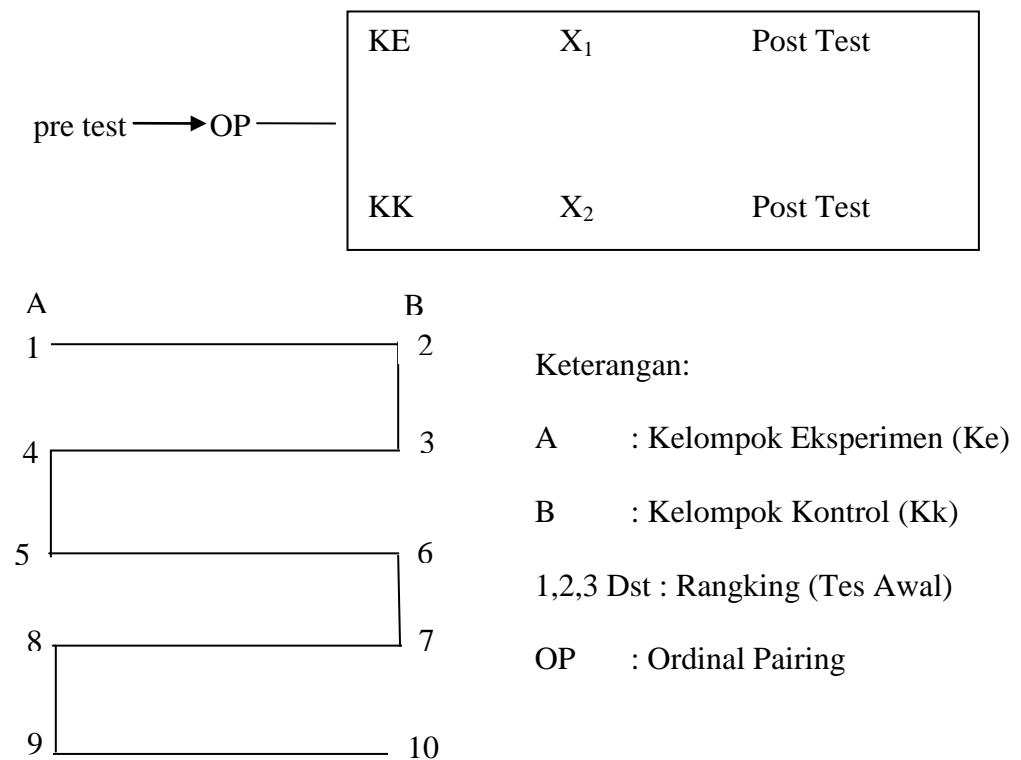 KE X₁ Post Test
pre test OP
KK X₂ Post Test
A B
1 2
4 3
5 6
8 7
9 10
Keterangan:
A : Kelompok Eksperimen (Ke)
B : Kelompok Kontrol (Kk)
1,2,3 Dst : Rangking (Tes Awal)
OP : Ordinal Pairing